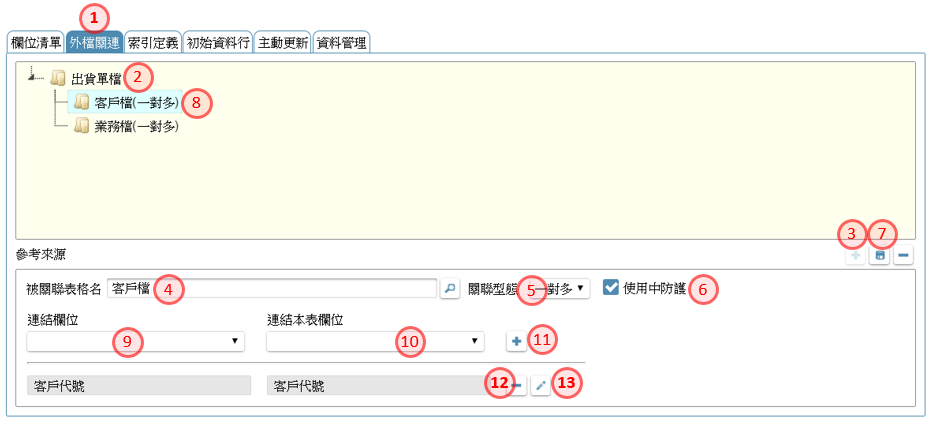 1
欄位清單 外檔關連 索引定義 初始資料行 主動更新 資料管理
出貨單檔 2
客戶檔(一對多) 8
業務檔(一對多)
3 7
參考來源
被關聯表格名 客戶檔 4 關聯型態 5 一對多 使用中防護 6
連結欄位 連結本表欄位
9 10 11
客戶代號 客戶代號 12 13